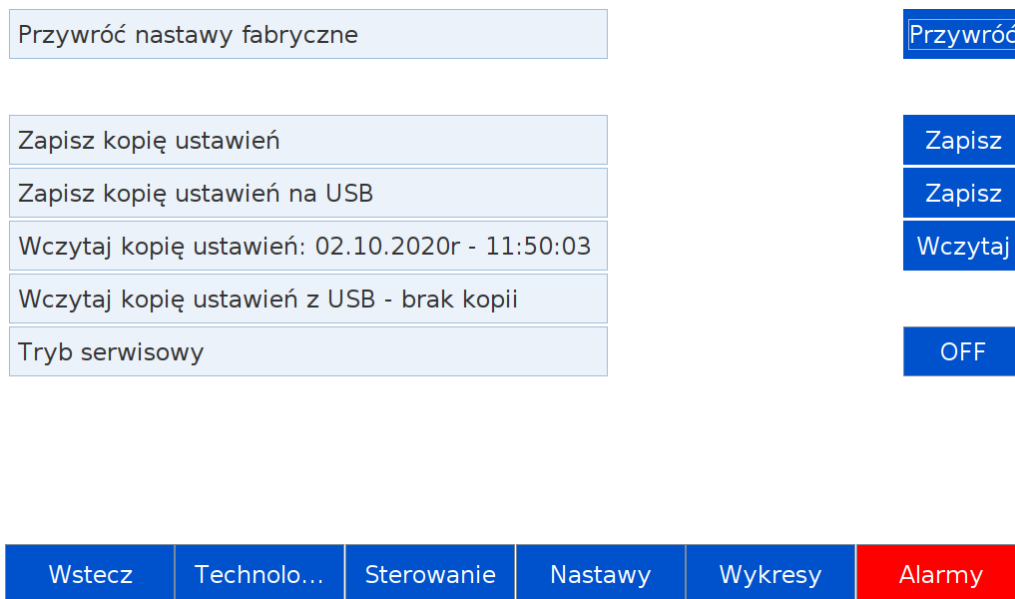 Przywróć nastawy fabryczne Przywróć
Zapisz kopię ustawień Zapisz
Zapisz kopię ustawień na USB Zapisz
Wczytaj kopię ustawień: 02.10.2020r - 11:50:03 Wczytaj
Wczytaj kopię ustawień z USB - brak kopii
Tryb serwisowy OFF
Wstecz Technolo... Sterowanie Nastawy Wykresy Alarmy